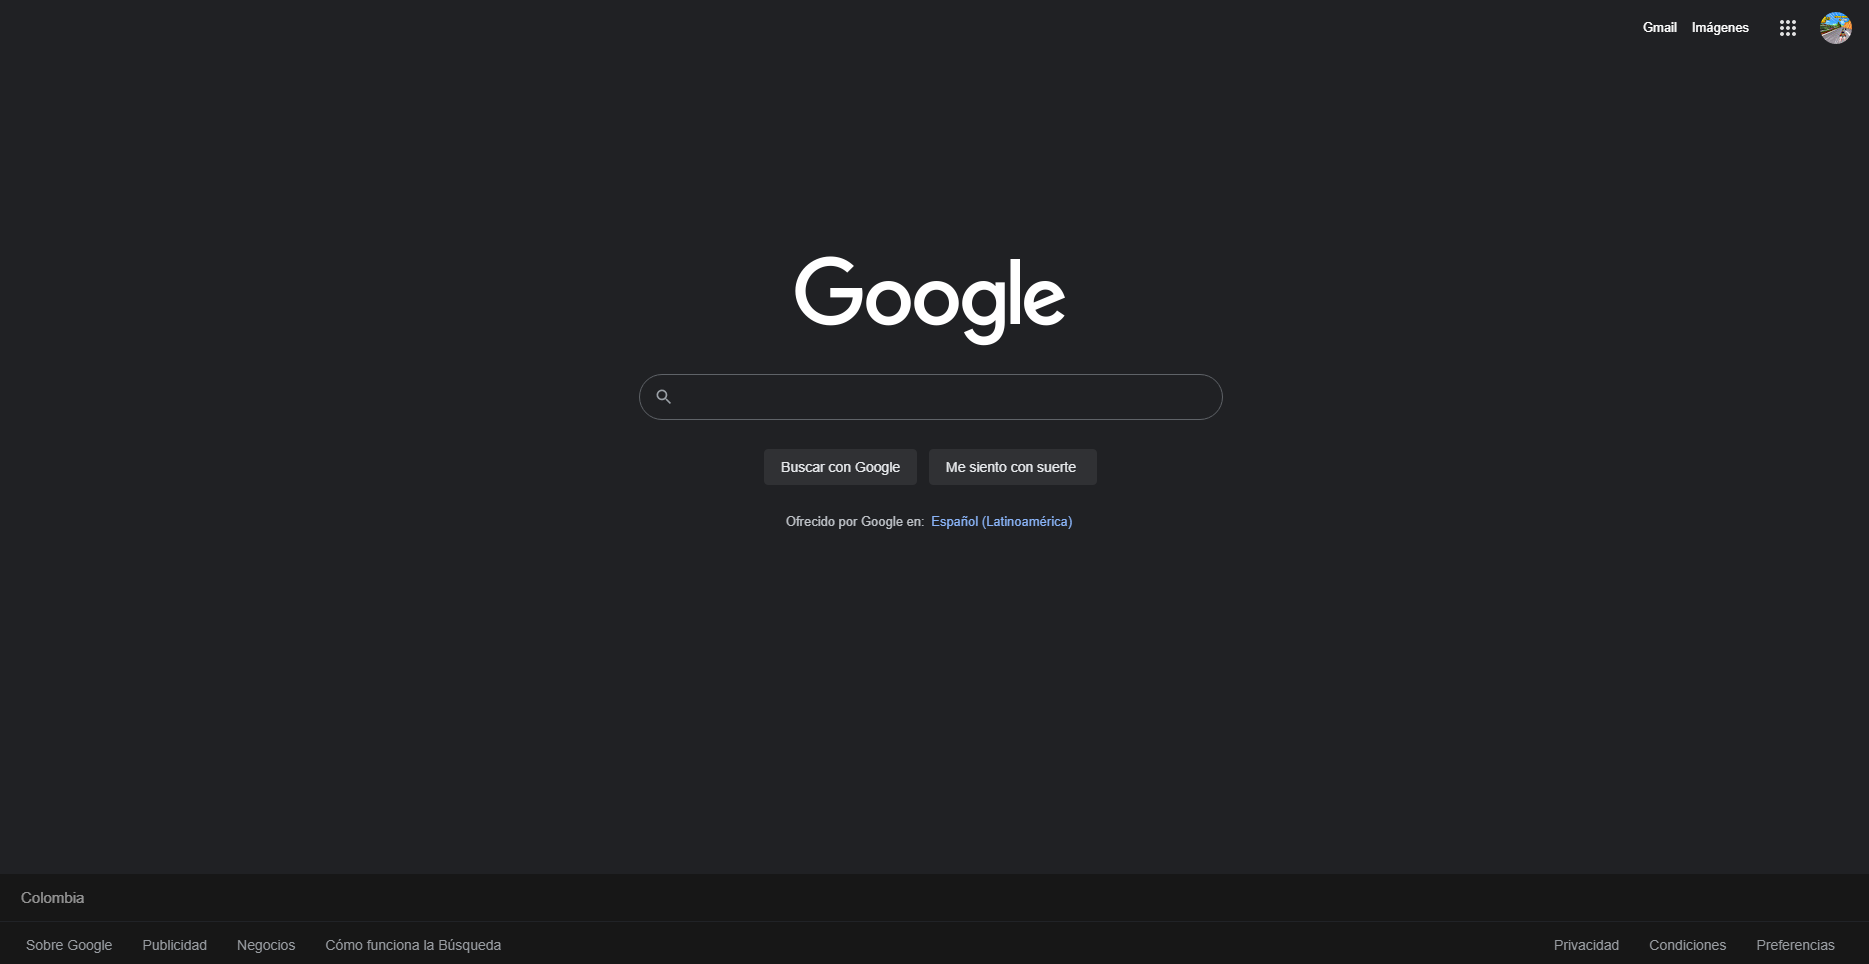 Gmail Imágenes
Google
Buscar con Google Me siento con suerte
Ofrecido por Google en: Español (Latinoamérica)
Colombia
Sobre Google Publicidad Negocios Cómo funciona la Búsqueda Privacidad Condiciones Preferencias